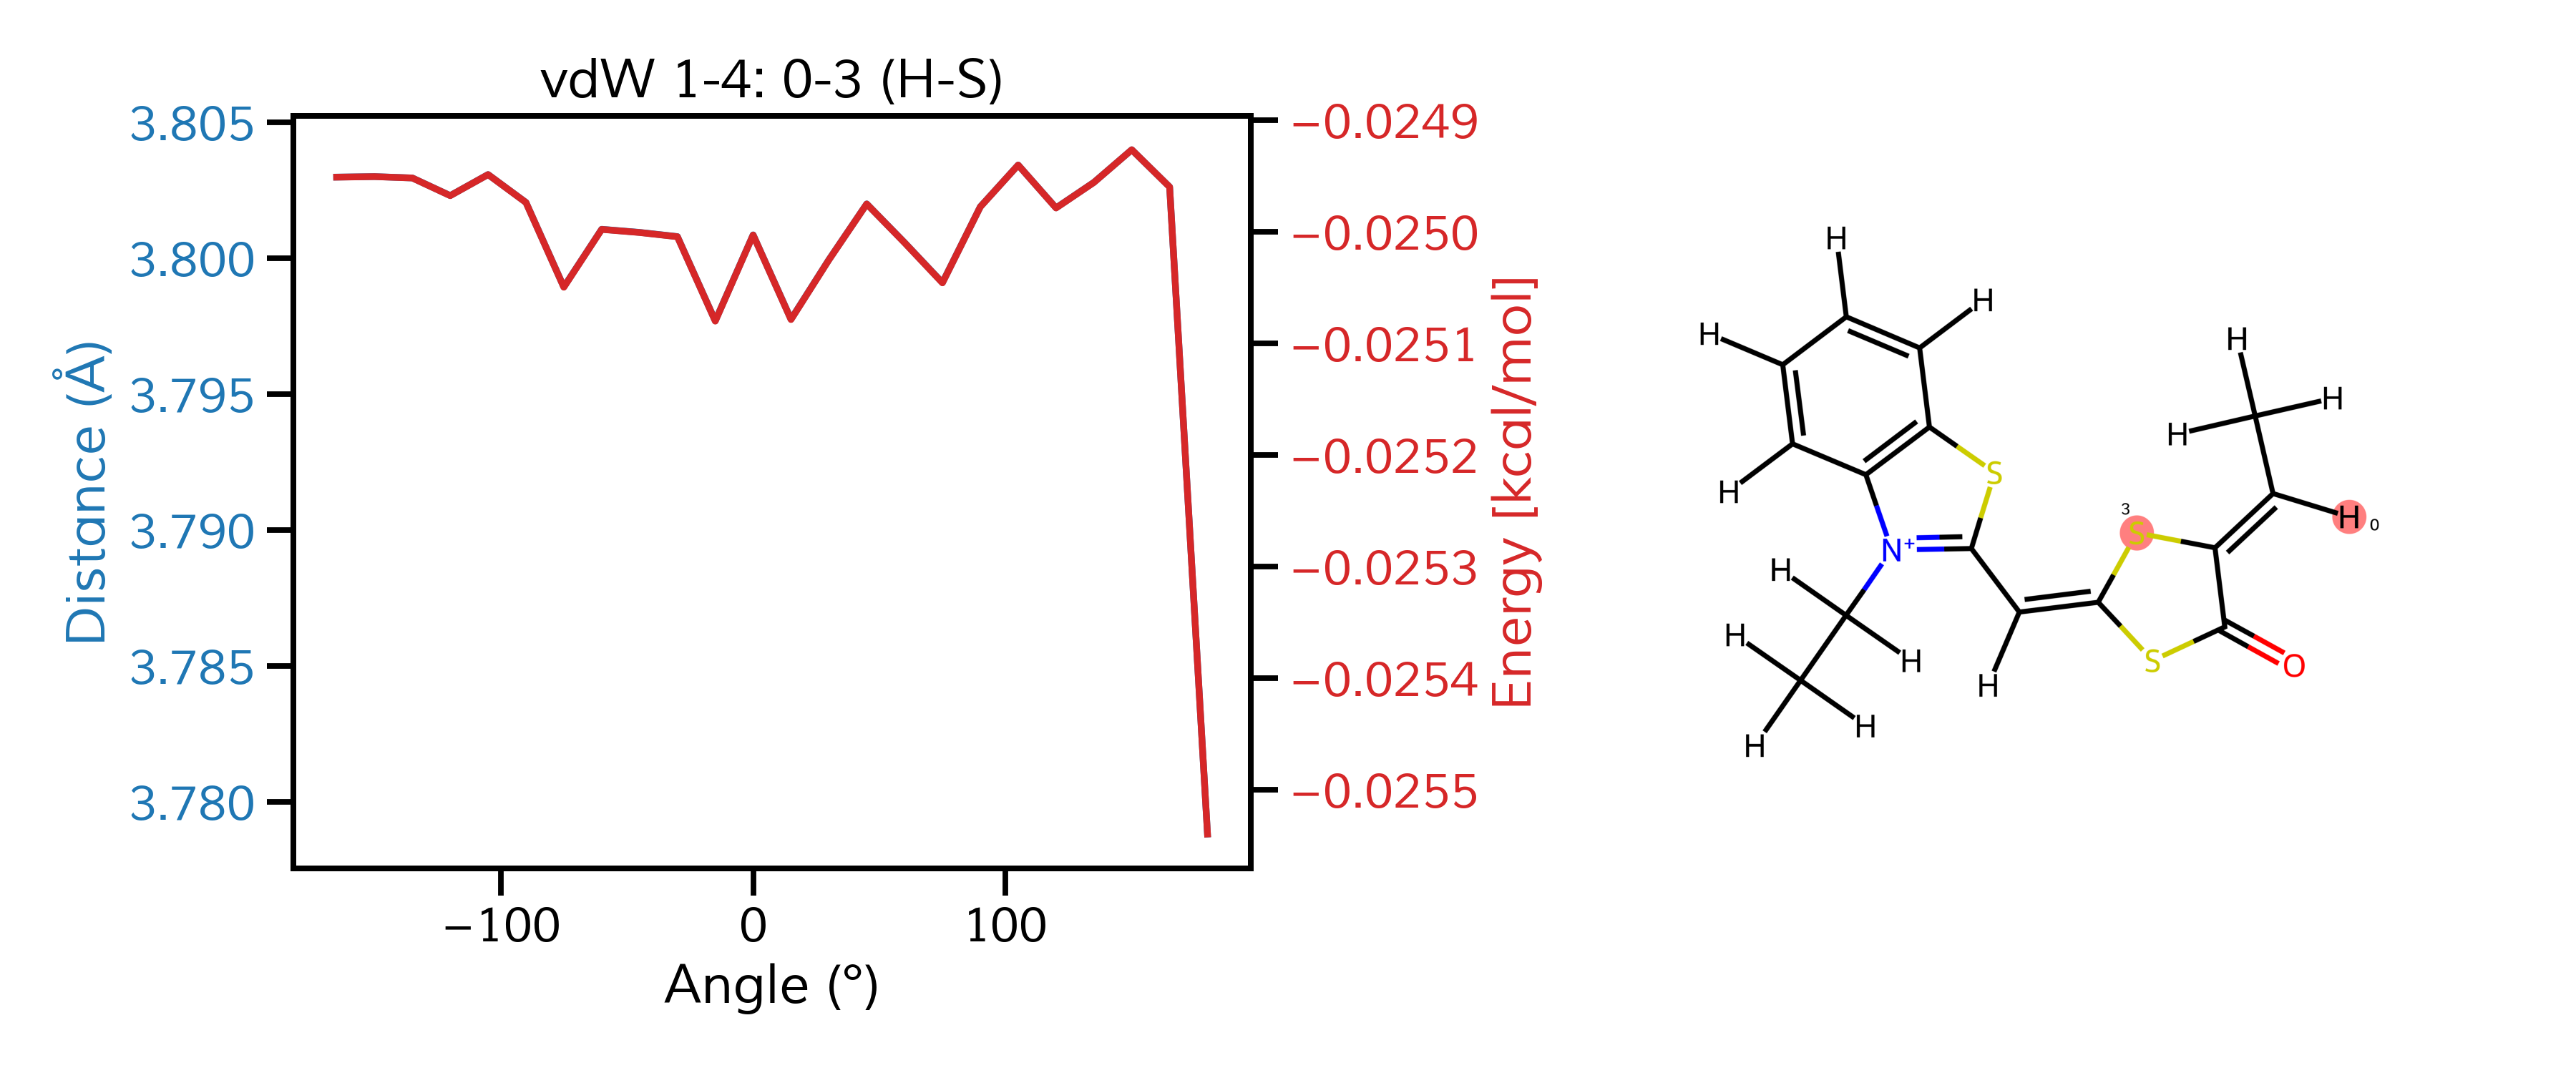 vdW 1-4: 0-3 (H-S)
Distance (Å)
3.805
3.800
3.795
3.790
3.785
3.780
−0.0249
−0.0250
−0.0251
−0.0252
−0.0253
−0.0254
−0.0255
Energy [kcal/mol]
−100 0 100
Angle (°)
H
H
H
H
H
H
H
H
S
3
S
H 0
N+
H
H
H
H
S
O
H
H
H